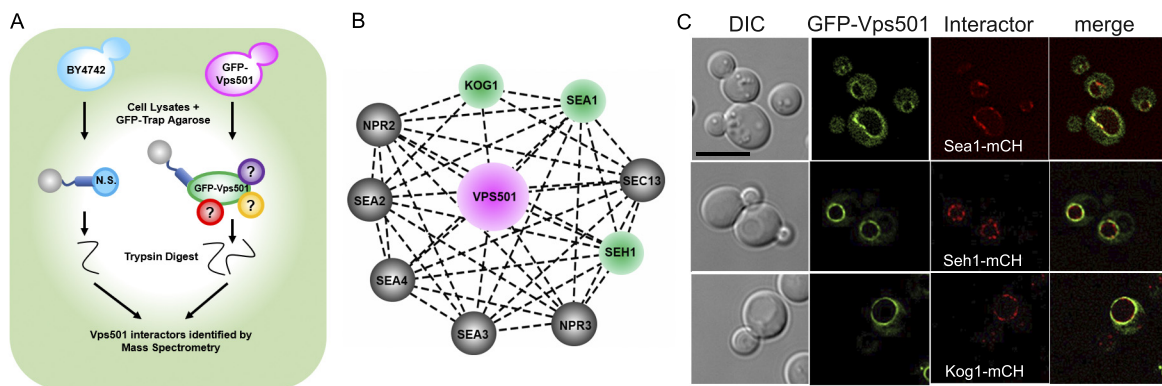 A
BY4742
GFP-
Vps501
Cell Lysates +
GFP-Trap Agarose
N.S.
GFP-Vps501
?
?
?
Trypsin Digest
Vps501 interactors identified by
Mass Spectrometry
B
KOG1
SEA1
NPR2
SEC13
VPS501
SEA2
SEH1
SEA4
SEA3
NPR3
C
DIC
GFP-Vps501
Interactor
merge
Sea1-mCH
Seh1-mCH
Kog1-mCH